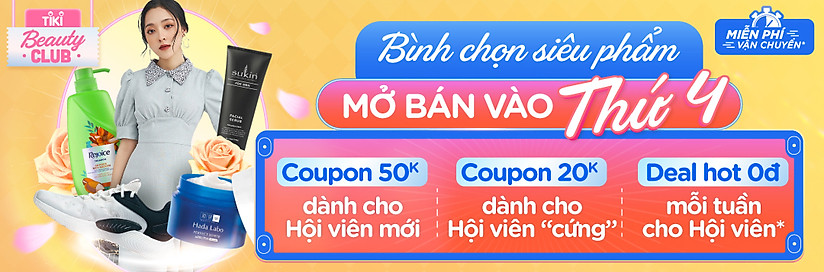 TIKI
Beauty
CLUB
Bình chọn siêu phẩm
MỞ BÁN VÀO Thứ 4
MIỄN PHÍ
VẬN CHUYỂN*
Coupon 50K
dành cho
Hội viên mới
Coupon 20K
dành cho
Hội viên “cứng”
Deal hot 0đ
mỗi tuần
cho Hội viên*
sukin
FACIAL
SCRUB
Rejoice
Hada Labo